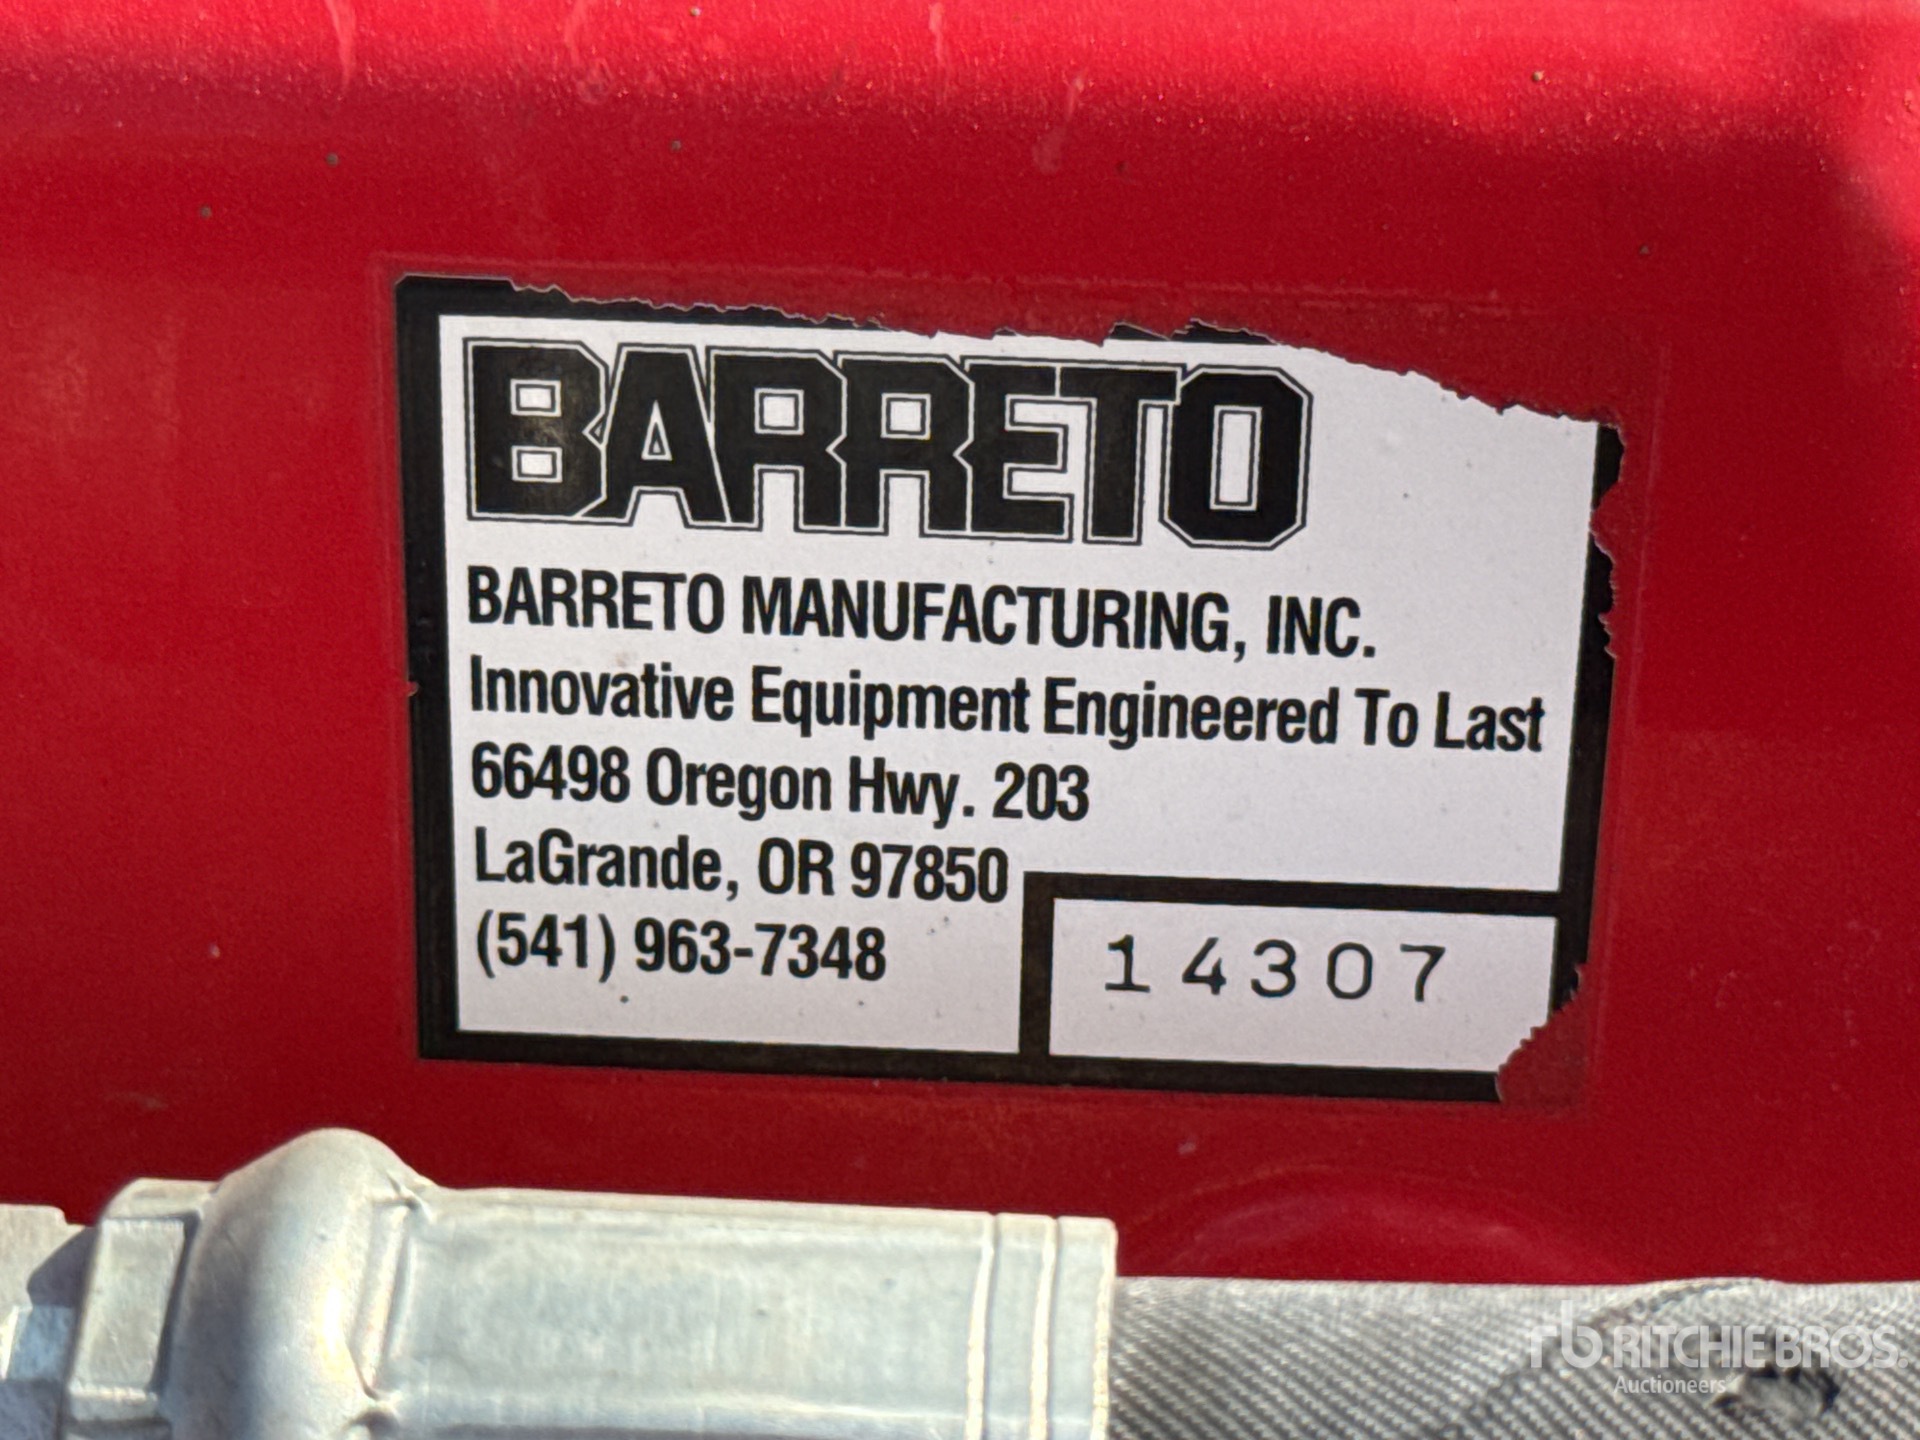 BARRETO
BARRETO MANUFACTURING, INC.
Innovative Equipment Engineered To Last
66498 Oregon Hwy. 203
LaGrande, OR 97850
(541) 963-7348
14307
rb RITCHIE BROS.
Auctioneers